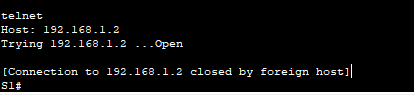 telnet
Host: 192.168.1.2
Trying 192.168.1.2 ...Open
[Connection to 192.168.1.2 closed by foreign host]
S1#